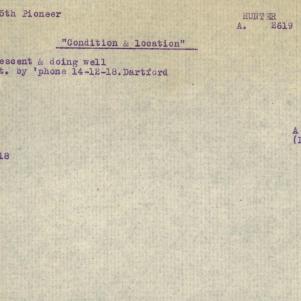 5th Pioneer HUNTER
A. 2619
"Condition & location"
escent & doing well
t. by 'phone 14-12-18.Dartford
A
(1
18